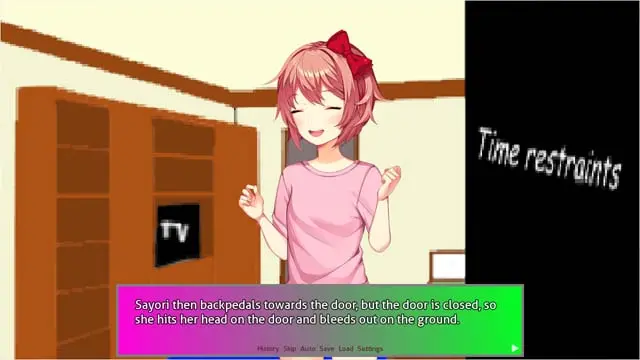 Time restraints
TV
Sayori then backpedals towards the door, but the door is closed, so
she hits her head on the door and bleeds out on the ground.
History Skip Auto Save Load Settings